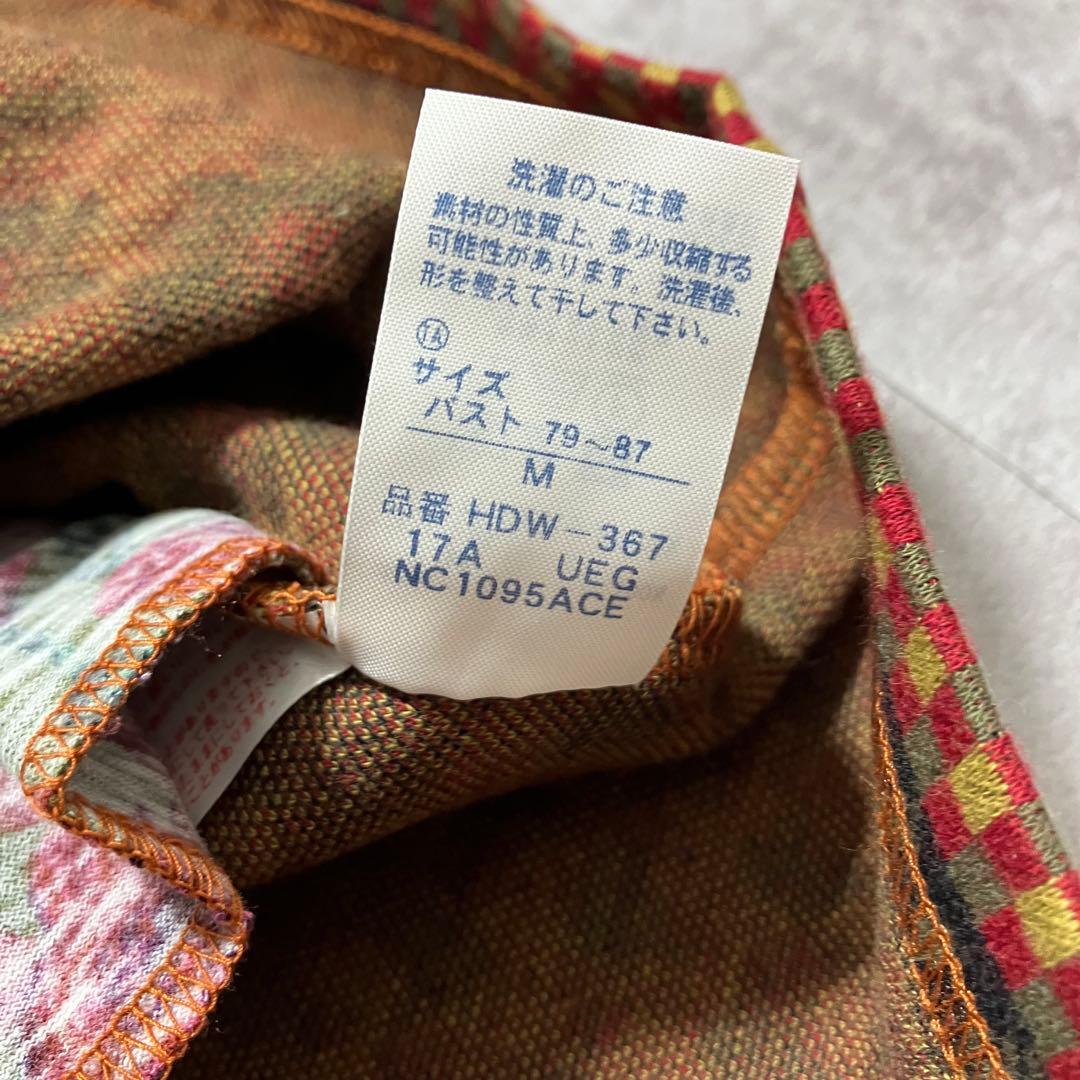 洗濯のご注意
素材の性質上、多少収縮する
可能性があります。洗濯後、
形を整えて干して下さい。
サイズ
バスト 79~87
M
品番 HDW-367
17A UEG
NC1095ACE